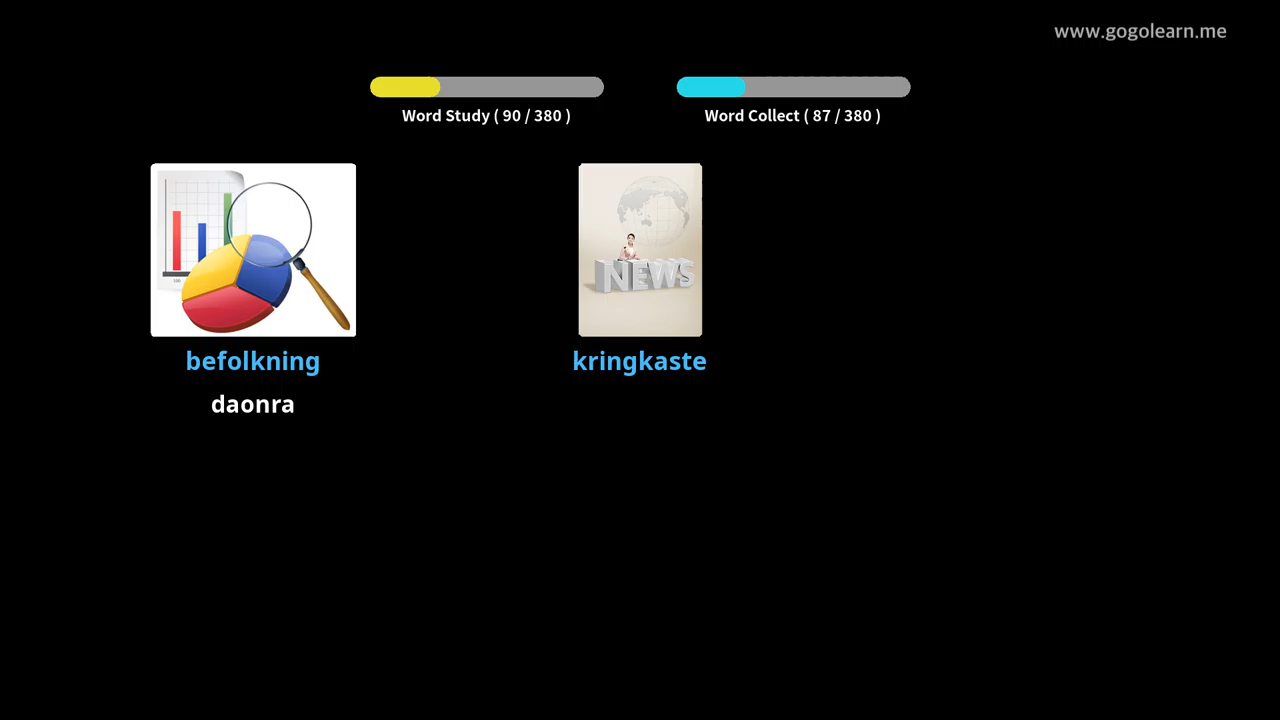 www.gogolearn.me
Word Study ( 90 / 380 )
Word Collect ( 87 / 380 )
NEWS
befolkning
kringkaste
daonra